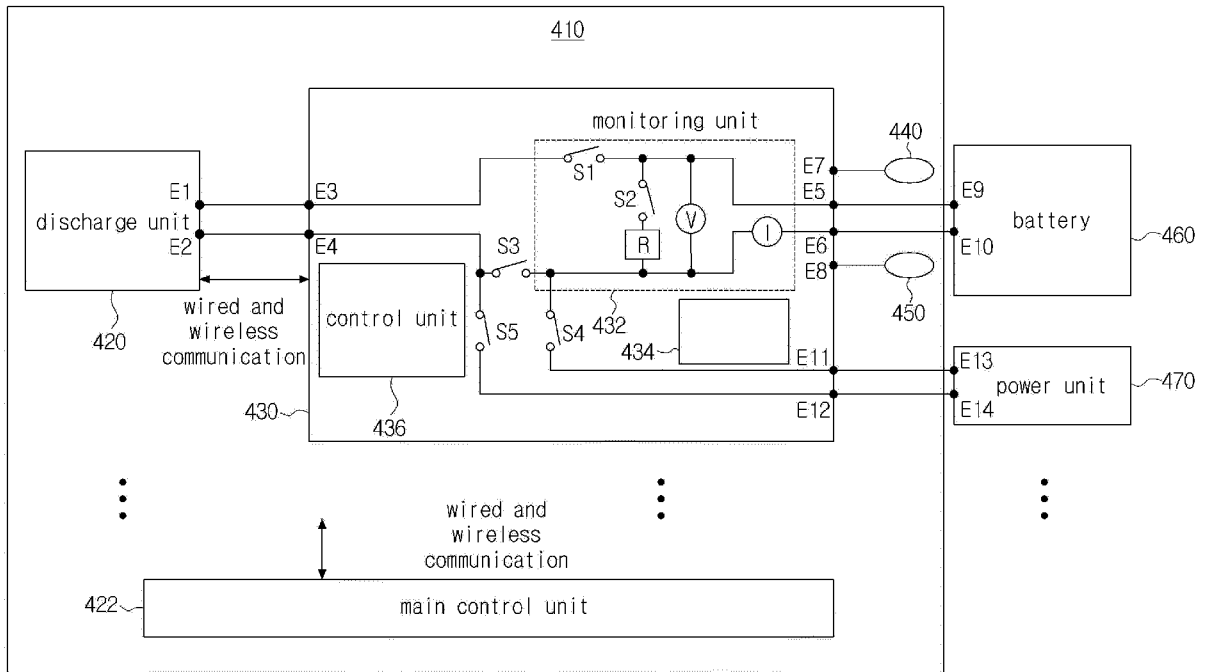 410
monitoring unit
440
S1
E7
E1
E3
S2
E5
E9
discharge unit
V
battery
I
E2
E4
S3
R
E6
E10
460
E8
wired and
wireless
communication
control unit
S5
S4
432
450
420
434
E11
E13
power unit
470
430
436
E12
E14
wired and
wireless
communication
422
main control unit